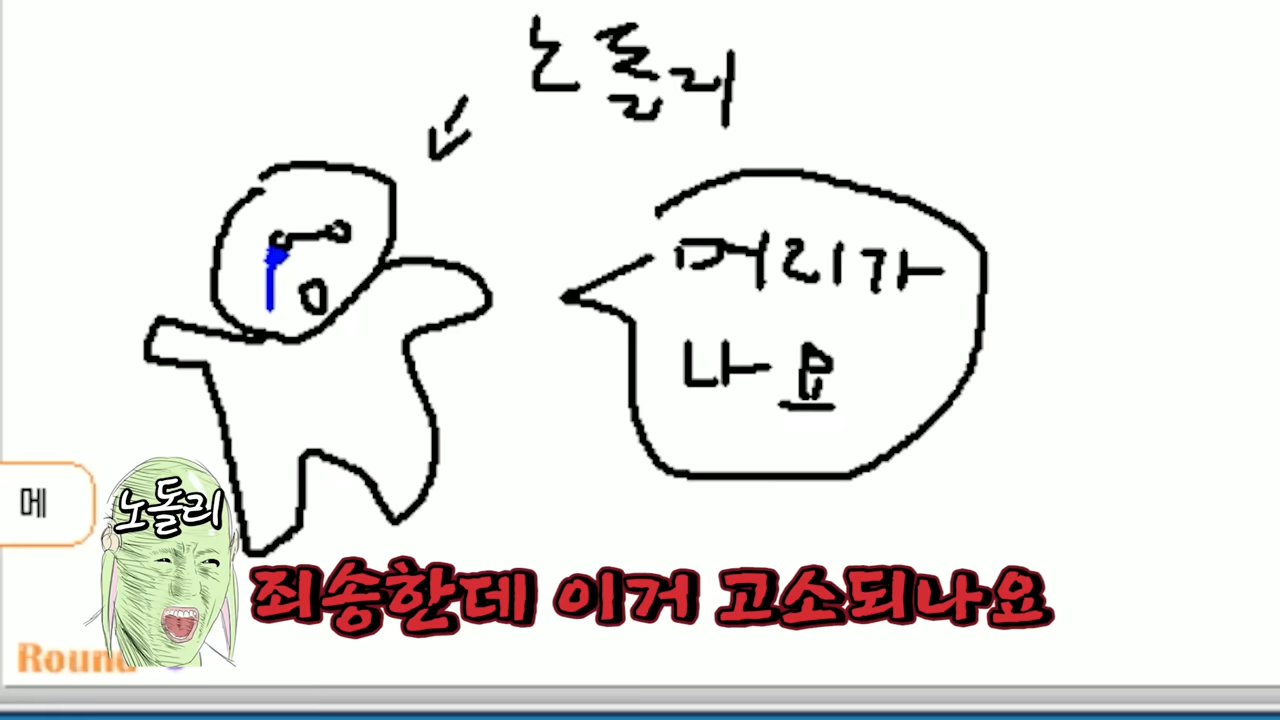 노돌리
머리가
나요
메
노돌리
죄송한데 이거 고소되나요
Round